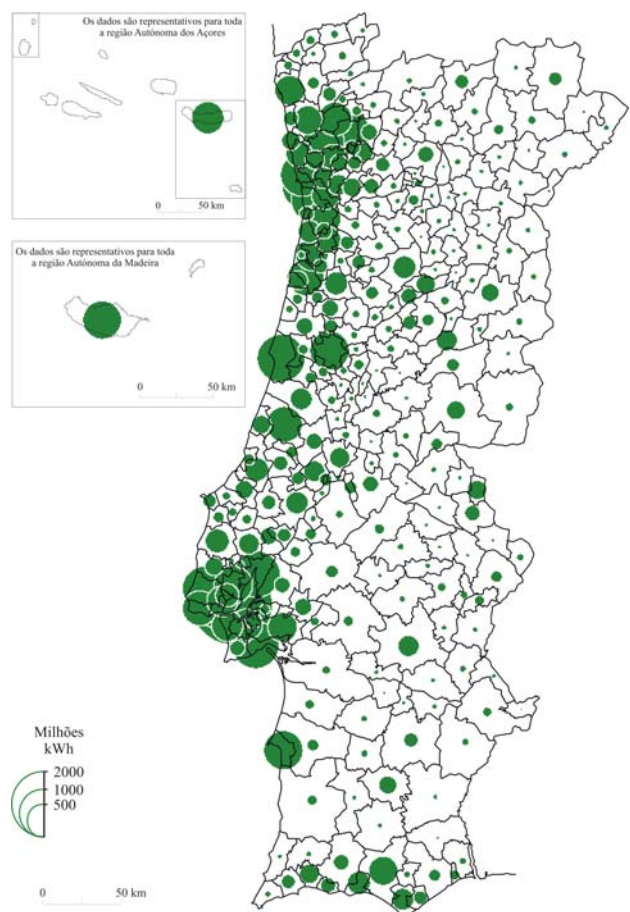 Os dados são representativos para toda
a região Autónoma dos Açores
0 50 km
Os dados são representativos para toda
a região Autónoma da Madeira
0 50 km
Milhões
kWh
2000
1000
500
0 50 km